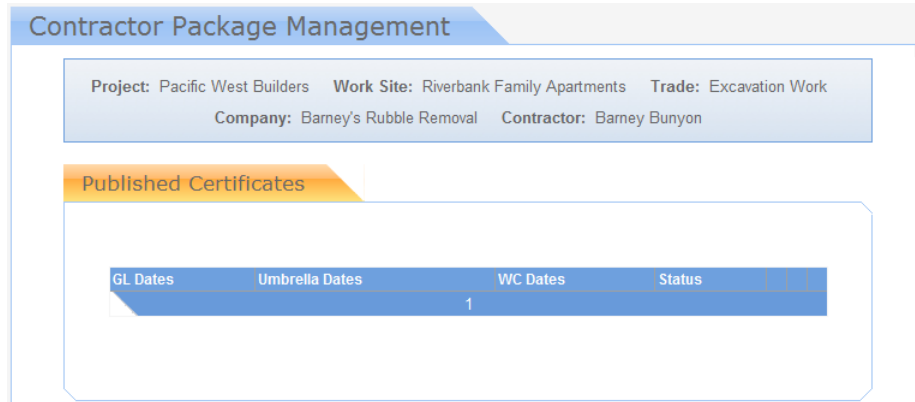 Contractor Package Management
Project: Pacific West Builders Work Site: Riverbank Family Apartments Trade: Excavation Work
Company: Barney's Rubble Removal Contractor: Barney Bunyon
Published Certificates
GL Dates Umbrella Dates WC Dates Status
1